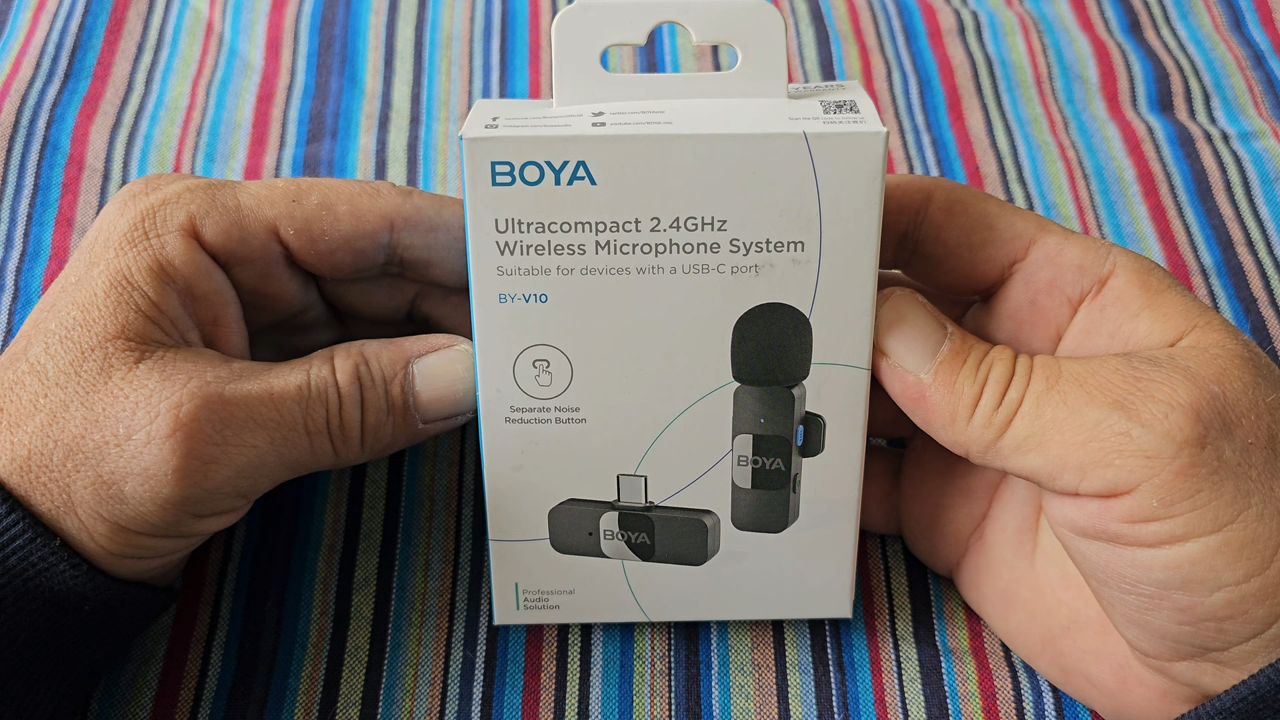 YEARS
BOYA
Ultracompact 2.4GHz
Wireless Microphone System
Suitable for devices with a USB-C port
BY-V10
Separate Noise
Reduction Button
BOYA
BOYA
Professional
Audio
Solution